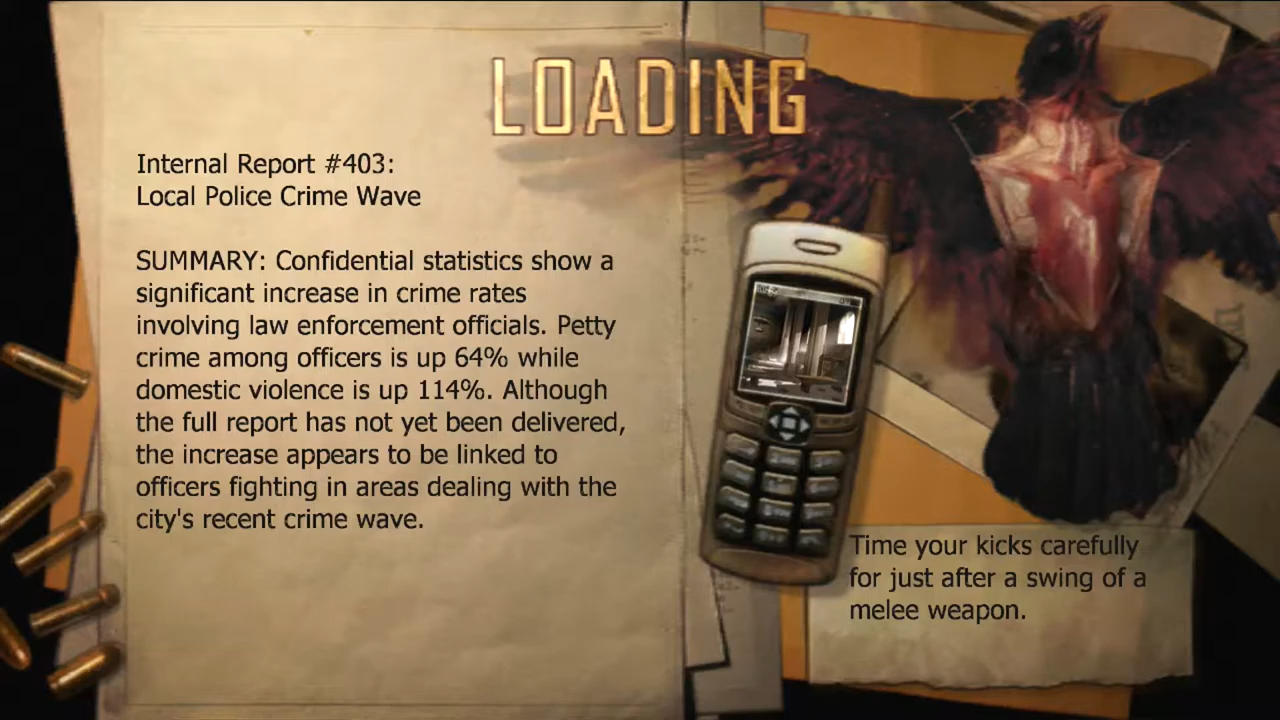 LOADING
Internal Report #403:
Local Police Crime Wave
SUMMARY: Confidential statistics show a
significant increase in crime rates
involving law enforcement officials. Petty
crime among officers is up 64% while
domestic violence is up 114%. Although
the full report has not yet been delivered,
the increase appears to be linked to
officers fighting in areas dealing with the
city's recent crime wave.
Time your kicks carefully
for just after a swing of a
melee weapon.